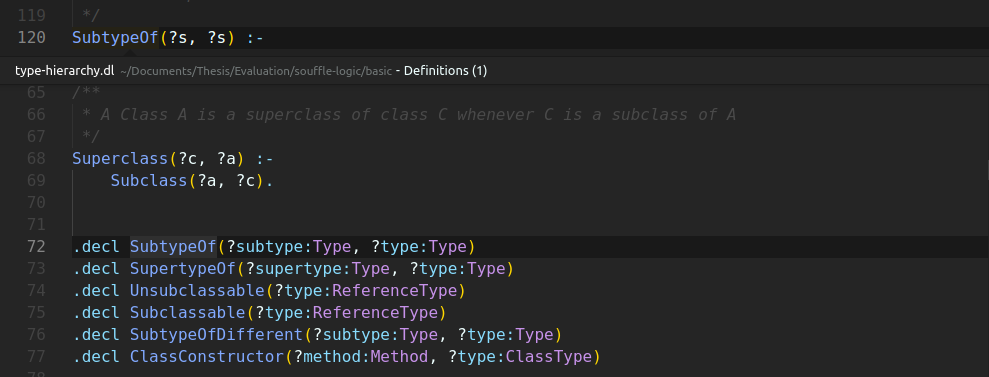 119 */
120 SubtypeOf(?s, ?s) :-
type-hierarchy.dl ~/Documents/Thesis/Evaluation/souffle-logic/basic - Definitions (1)
65 /**
66 * A Class A is a superclass of class C whenever C is a subclass of A
67 */
68 Superclass(?c, ?a) :-
69 Subclass(?a, ?c).
70
71
72 .decl SubtypeOf(?subtype:Type, ?type:Type)
73 .decl SupertypeOf(?supertype:Type, ?type:Type)
74 .decl Unsubclassable(?type:ReferenceType)
75 .decl Subclassable(?type:ReferenceType)
76 .decl SubtypeOfDifferent(?subtype:Type, ?type:Type)
77 .decl ClassConstructor(?method:Method, ?type:ClassType)
78